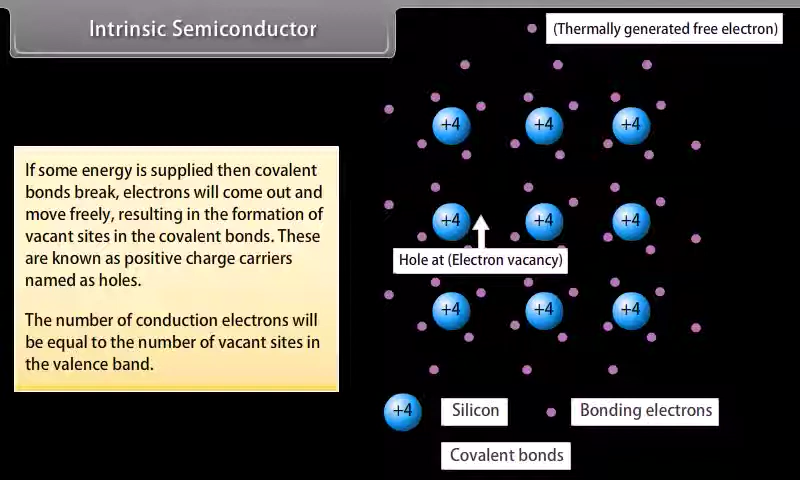 Intrinsic Semiconductor
(Thermally generated free electron)
+4 +4 +4
If some energy is supplied then covalent
bonds break, electrons will come out and
move freely, resulting in the formation of
vacant sites in the covalent bonds. These
are known as positive charge carriers
named as holes.
The number of conduction electrons will
be equal to the number of vacant sites in
the valence band.
+4 +4 +4
Hole at (Electron vacancy)
+4 +4 +4
+4 Silicon Bonding electrons
Covalent bonds